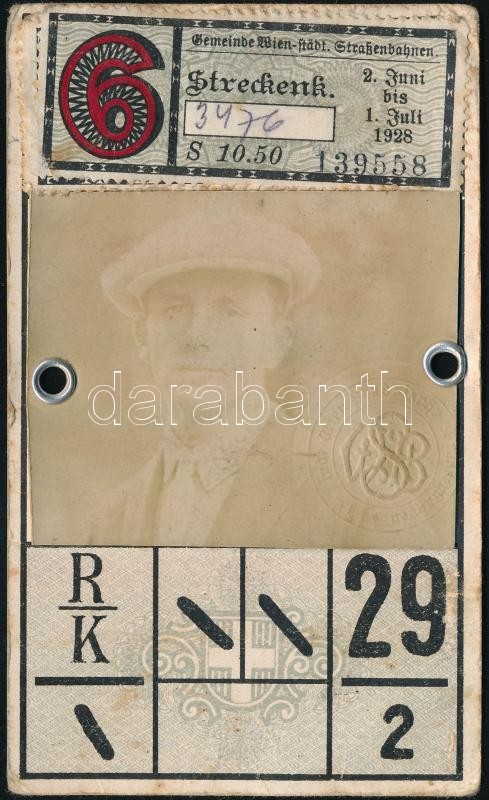 6
Gemeinde Wien-städt. Straßenbahnen.
Streckenk.
2. Juni
bis
1. Juli
1928
3476
S 10.50
139558
darabanth
R
K
29
2